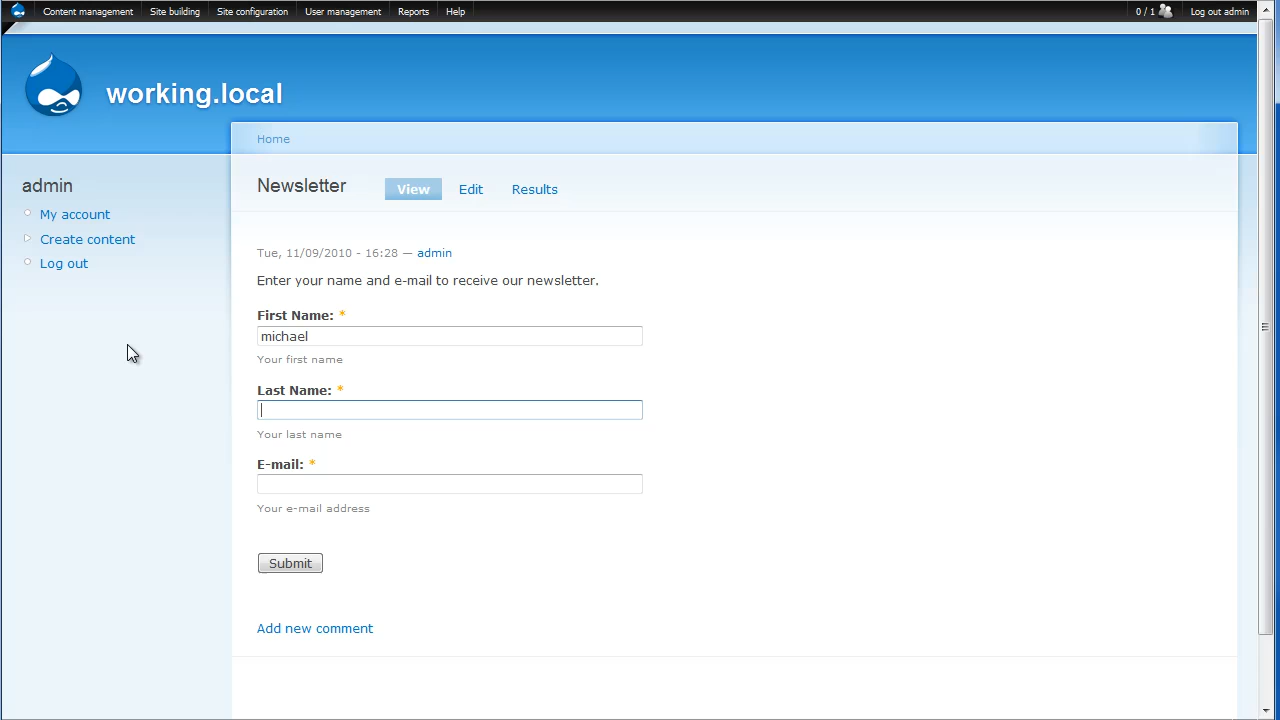 Content management Site building Site configuration User management Reports Help 0 / 1 Log out admin
working.local
Home
admin
My account
Create content
Log out
Newsletter View Edit Results
Tue, 11/09/2010 - 16:28 — admin
Enter your name and e-mail to receive our newsletter.
First Name: *
michael
Your first name
Last Name: *
Your last name
E-mail: *
Your e-mail address
Submit
Add new comment